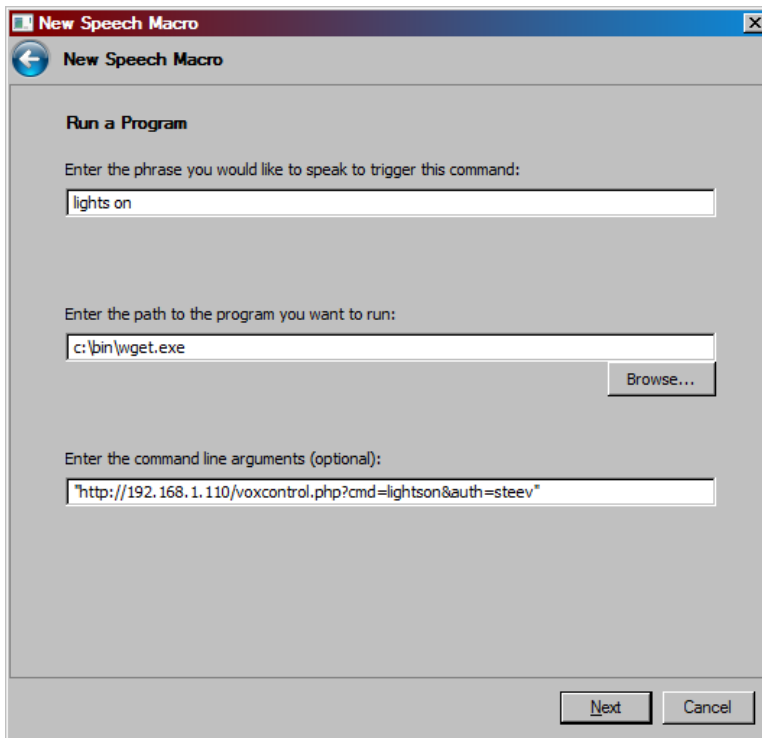 New Speech Macro
New Speech Macro
Run a Program
Enter the phrase you would like to speak to trigger this command:
lights on
Enter the path to the program you want to run:
c:\bin\wget.exe
Browse...
Enter the command line arguments (optional):
"http://192.168.1.110/voxcontrol.php?cmd=lightson&auth=steev"
Next Cancel